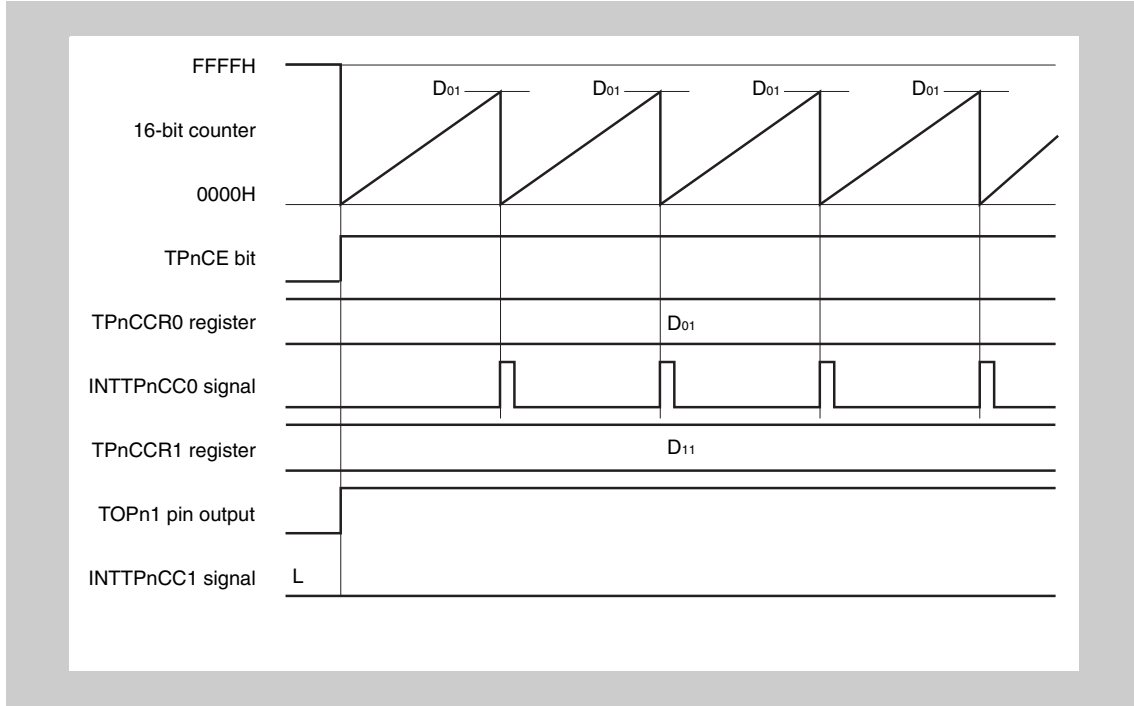 FFFFH
D01 D01 D01 D01
16-bit counter
0000H
TPnCE bit
TPnCCR0 register D01
INTTPnCC0 signal
TPnCCR1 register D11
TOPn1 pin output
INTTPnCC1 signal L